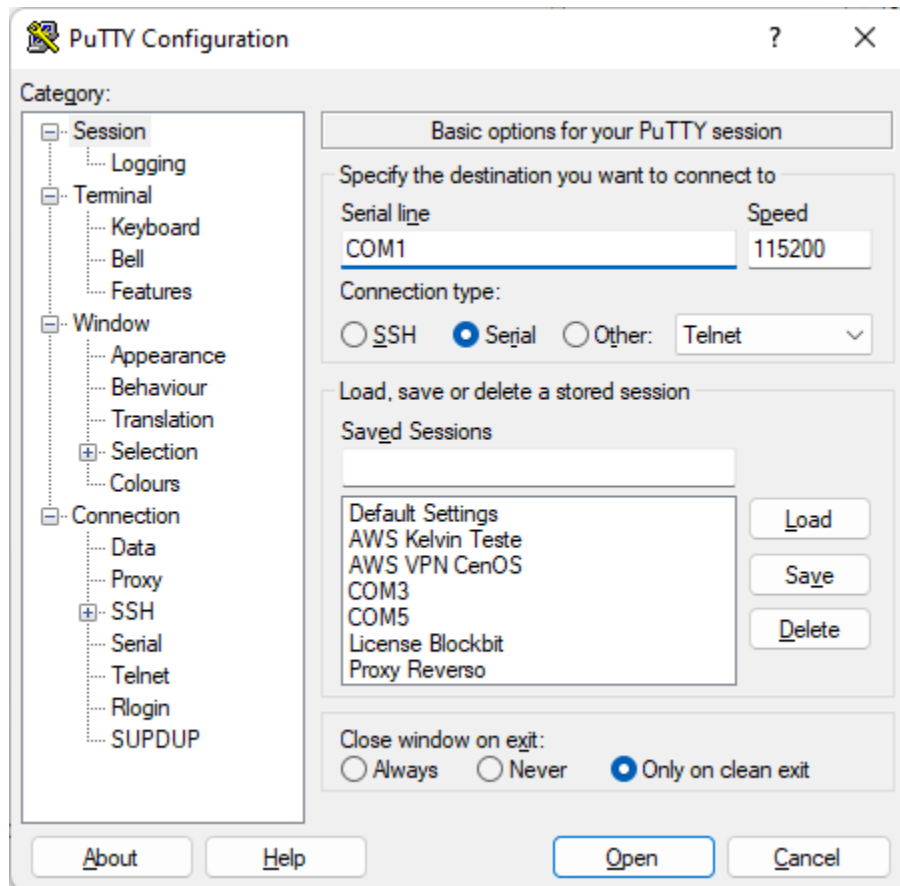 PuTTY Configuration ? ×
Category:
Session
Logging
Terminal
Keyboard
Bell
Features
Window
Appearance
Behaviour
Translation
Selection
Colours
Connection
Data
Proxy
SSH
Serial
Telnet
Rlogin
SUPDUP
Basic options for your PuTTY session
Specify the destination you want to connect to
Serial line Speed
COM1 115200
Connection type:
SSH Serial Other: Telnet
Load, save or delete a stored session
Saved Sessions
Default Settings
AWS Kelvin Teste
AWS VPN CenOS
COM3
COM5
License Blockbit
Proxy Reverso
Load
Save
Delete
Close window on exit:
Always Never Only on clean exit
About Help Open Cancel